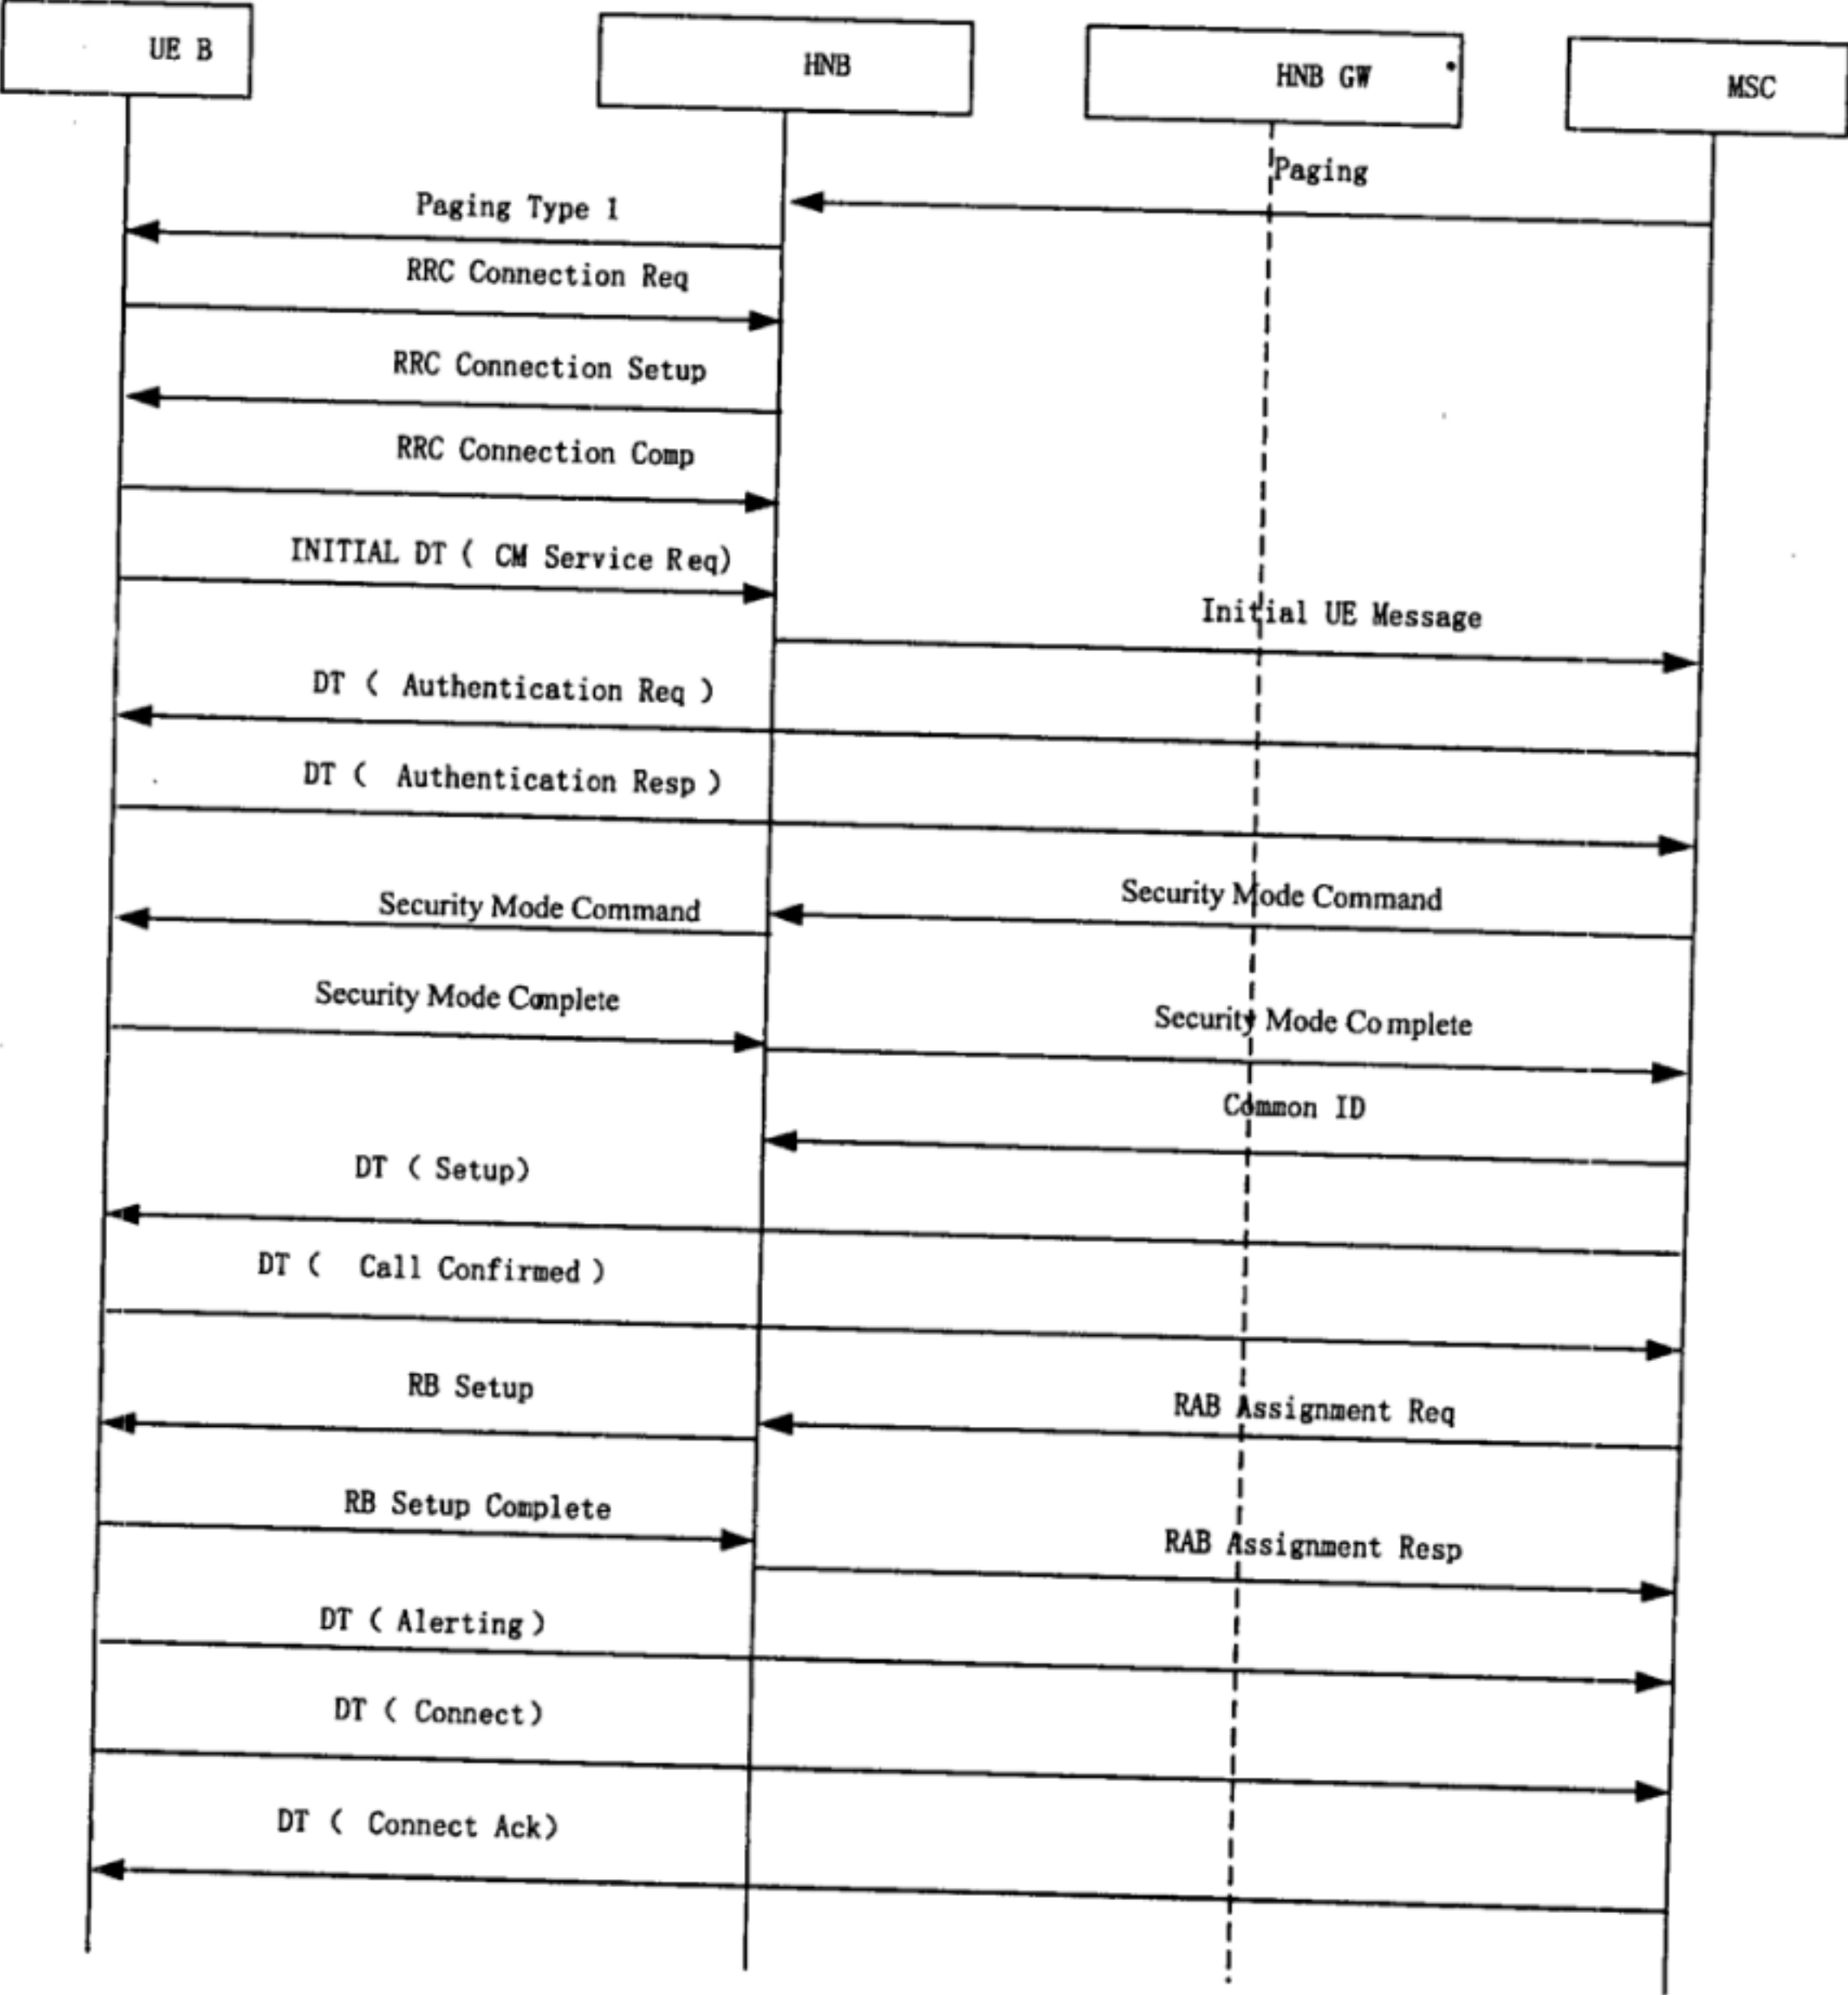 UE B
HNB
HNB GW
MSC
Paging
Paging Type 1
RRC Connection Req
RRC Connection Setup
RRC Connection Comp
INITIAL DT ( CM Service Req)
Initial UE Message
DT ( Authentication Req )
DT ( Authentication Resp )
Security Mode Command
Security Mode Command
Security Mode Complete
Security Mode Complete
Common ID
DT ( Setup)
DT ( Call Confirmed )
RB Setup
RAB Assignment Req
RB Setup Complete
RAB Assignment Resp
DT ( Alerting )
DT ( Connect)
DT ( Connect Ack)